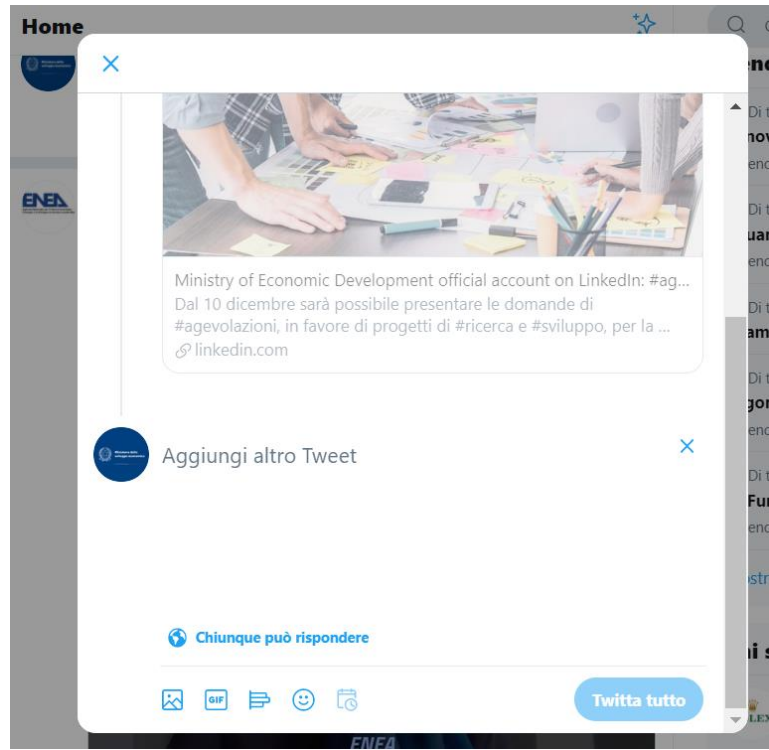 Home
ENEA
Ministry of Economic Development official account on LinkedIn: #ag...
Dal 10 dicembre sarà possibile presentare le domande di
#agevolazioni, in favore di progetti di #ricerca e #sviluppo, per la ...
linkedin.com
Aggiungi altro Tweet
Chiunque può rispondere
GIF
Twitta tutto
ENEA